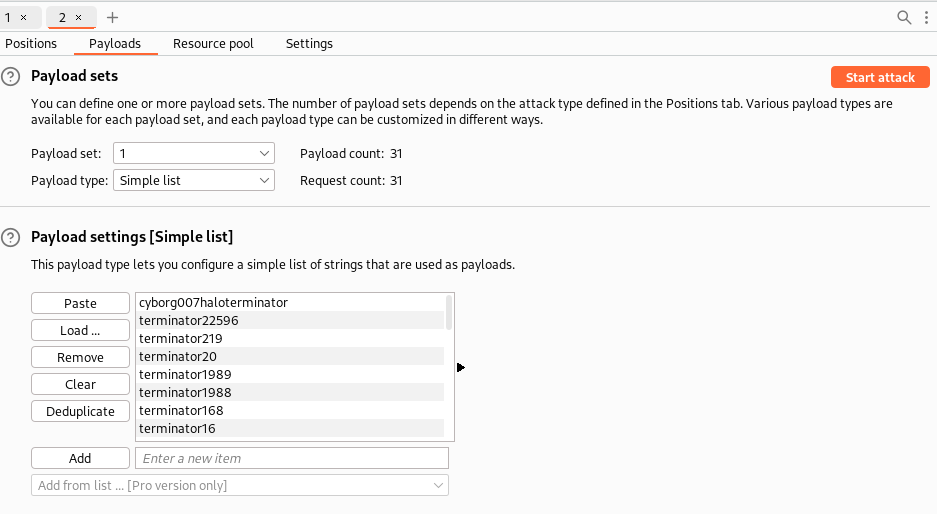 1 × 2 × +
Positions Payloads Resource pool Settings
? Payload sets Start attack
You can define one or more payload sets. The number of payload sets depends on the attack type defined in the Positions tab. Various payload types are
available for each payload set, and each payload type can be customized in different ways.
Payload set: 1 Payload count: 31
Payload type: Simple list Request count: 31
? Payload settings [Simple list]
This payload type lets you configure a simple list of strings that are used as payloads.
Paste
Load ...
Remove
Clear
Deduplicate
cyborg007haloterminator
terminator22596
terminator219
terminator20
terminator1989
terminator1988
terminator168
terminator16
Add Enter a new item
Add from list ... [Pro version only]